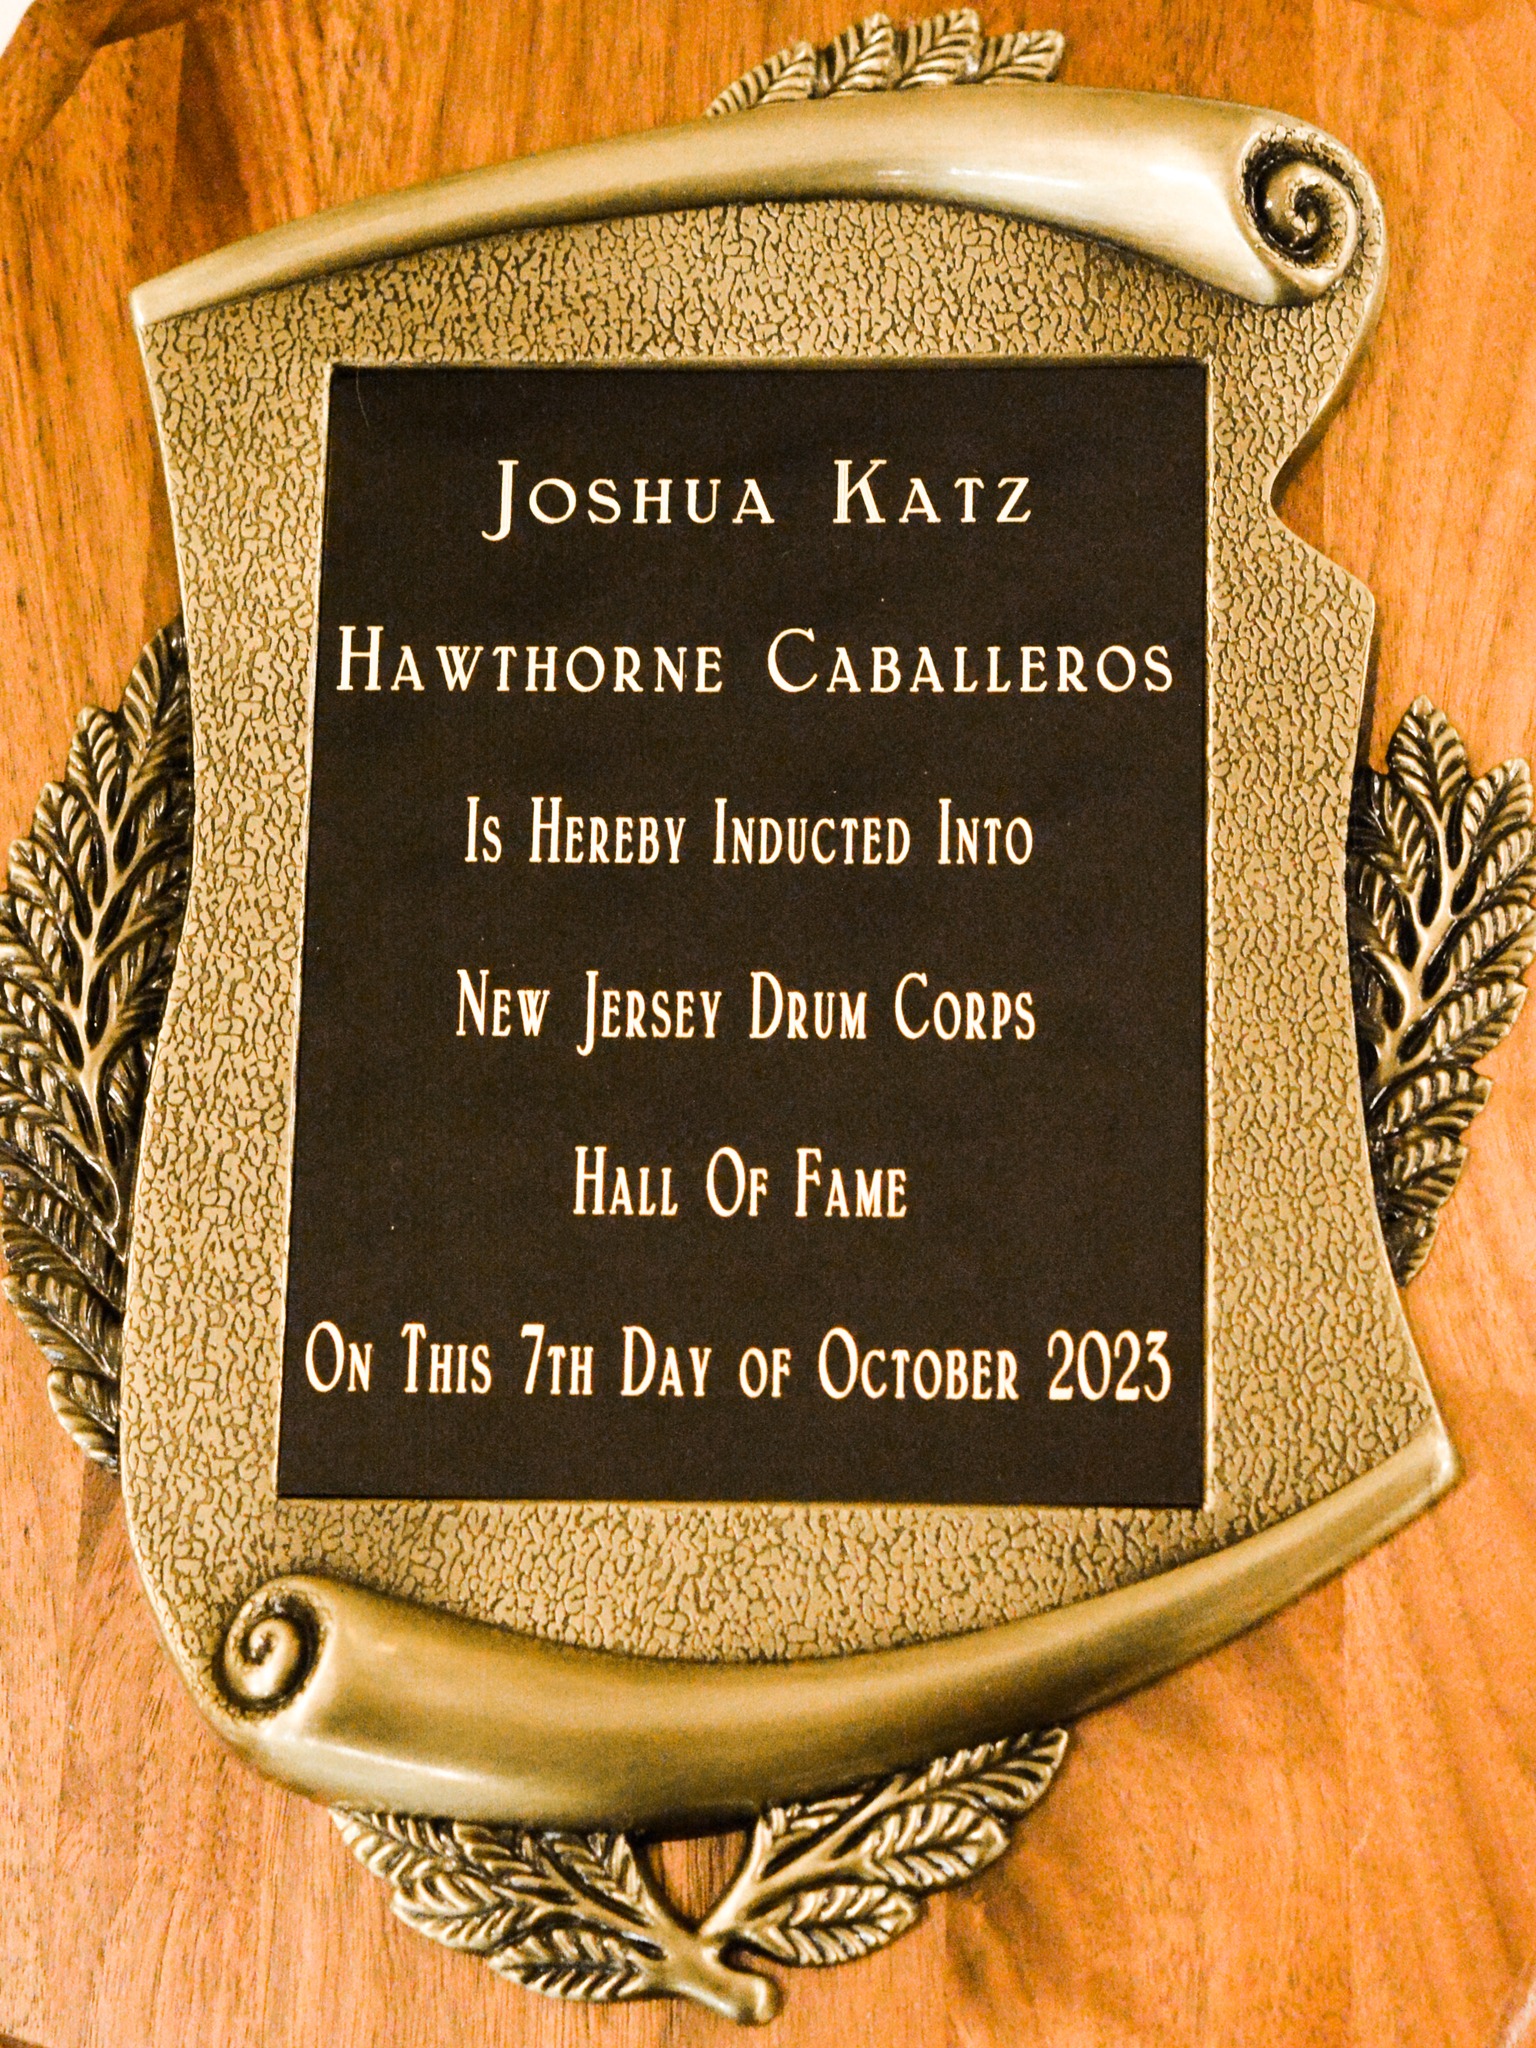 Joshua Katz
Hawthorne Caballeros
Is Hereby Inducted Into
New Jersey Drum Corps
Hall Of Fame
On This 7th Day of October 2023